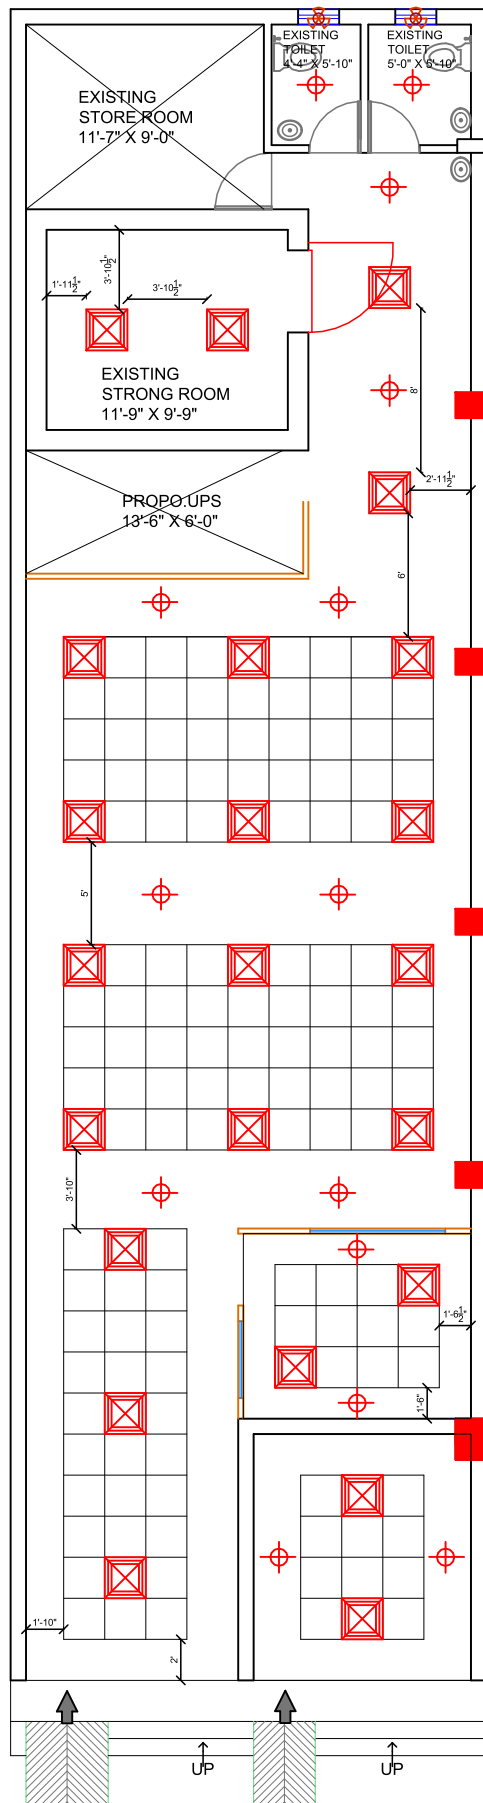 EXISTING
TOILET
4'-4" X 5'-10"
EXISTING
TOILET
5'-0" X 5'-10"
EXISTING
STORE ROOM
11'-7" X 9'-0"
3'-10½"
1'-11½"
3'-10½"
EXISTING
STRONG ROOM
11'-9" X 9'-9"
8'
2'-11½"
PROPO.UPS
13'-6" X 6'-0"
6'
5'
3'-10"
1'-6½"
1'-6"
1'-10"
2'
UP
UP